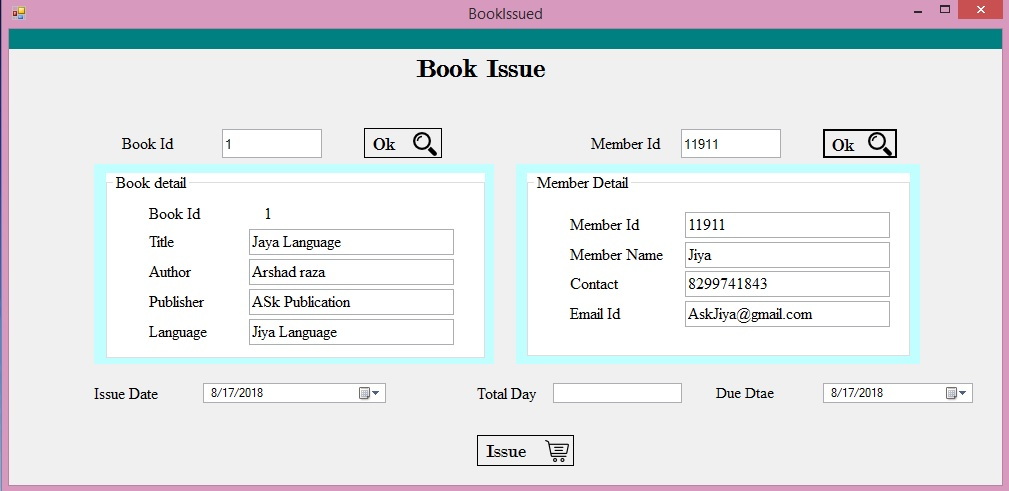 BookIssued
Book Issue
Book Id 1 Ok Member Id 11911 Ok
Book detail
Book Id 1
Title Jaya Language
Author Arshad raza
Publisher ASk Publication
Language Jiya Language
Member Detail
Member Id 11911
Member Name Jiya
Contact 8299741843
Email Id AskJiya@gmail.com
Issue Date 8/17/2018 Total Day Due Dtae 8/17/2018
Issue